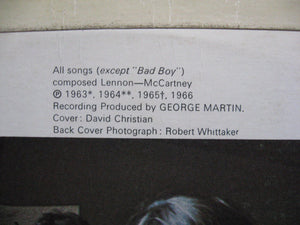 All songs (except "Bad Boy")
composed Lennon—McCartney
℗ 1963*, 1964**, 1965†, 1966
Recording Produced by GEORGE MARTIN.
Cover: David Christian
Back Cover Photograph: Robert Whittaker